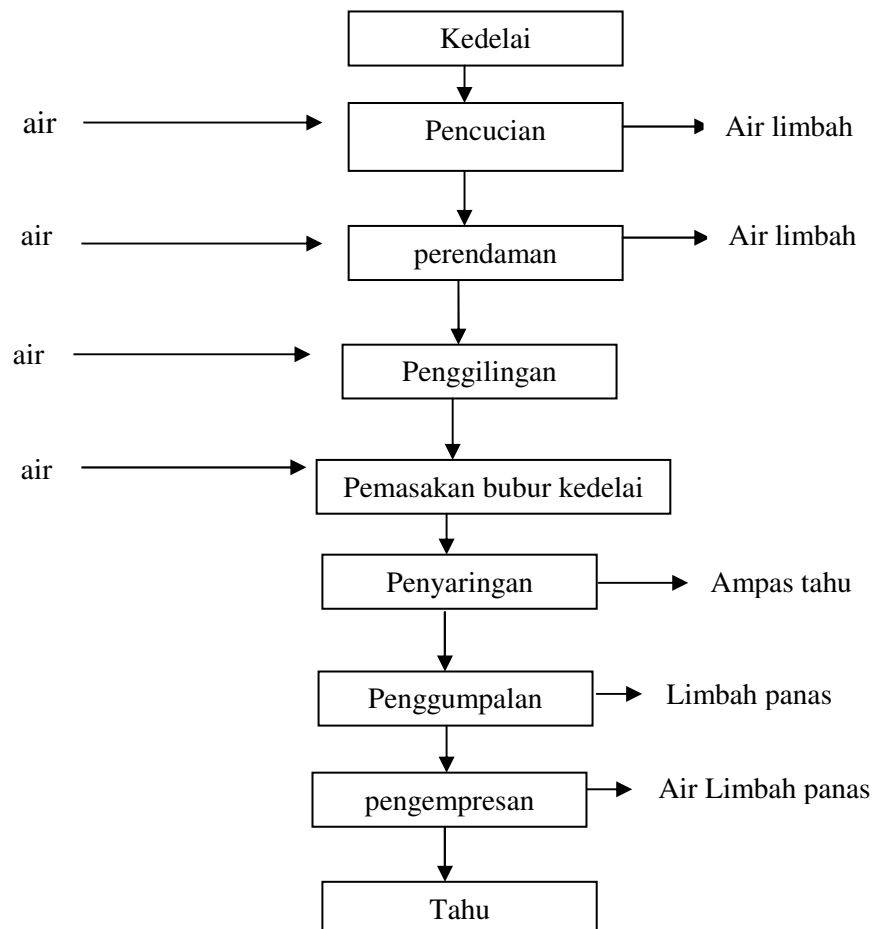 Kedelai
air
Pencucian
Air limbah
air
perendaman
Air limbah
air
Penggilingan
air
Pemasakan bubur kedelai
Penyaringan
Ampas tahu
Penggumpalan
Limbah panas
pengempresan
Air Limbah panas
Tahu